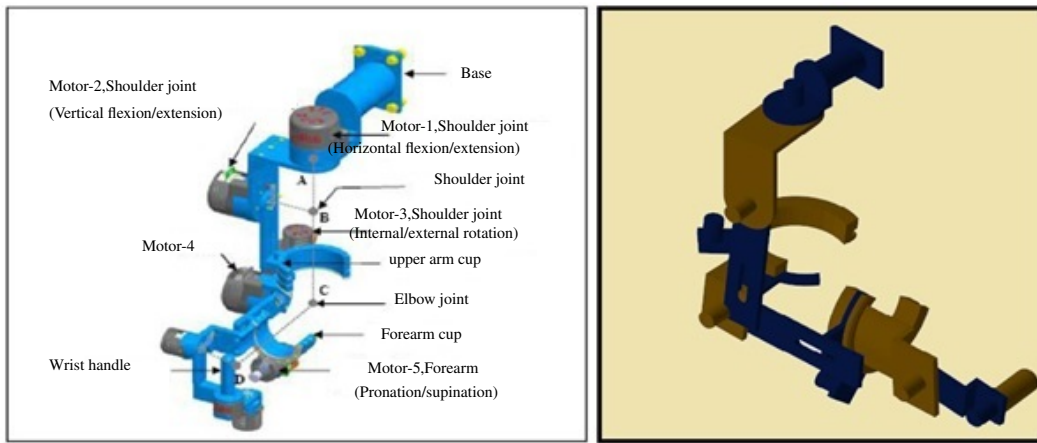 Base
Motor-2,Shoulder joint
(Vertical flexion/extension)
Motor-1,Shoulder joint
(Horizontal flexion/extension)
A
Shoulder joint
B
Motor-3,Shoulder joint
(Internal/external rotation)
Motor-4
upper arm cup
C
Elbow joint
Forearm cup
Wrist handle
D
Motor-5,Forearm
(Pronation/supination)